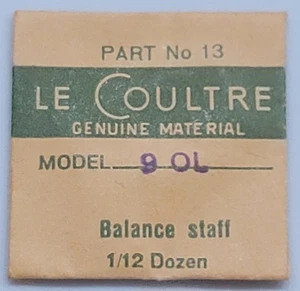 PART No 13
LE COULTRE
GENUINE MATERIAL
MODEL 9 OL
Balance staff
1/12 Dozen